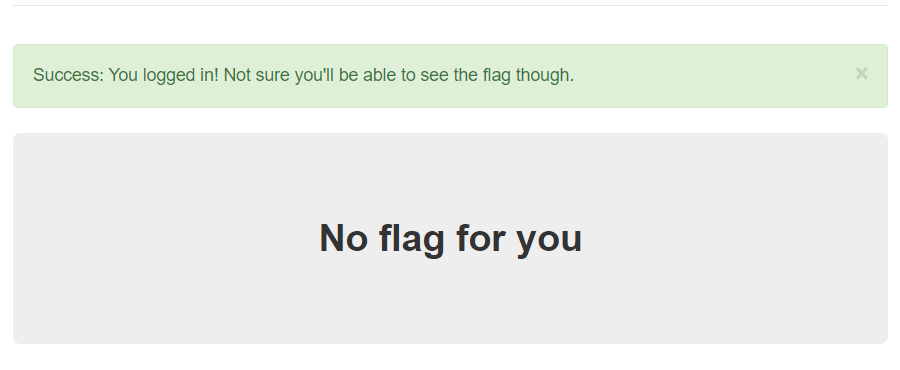 Success: You logged in! Not sure you'll be able to see the flag though.
×
No flag for you